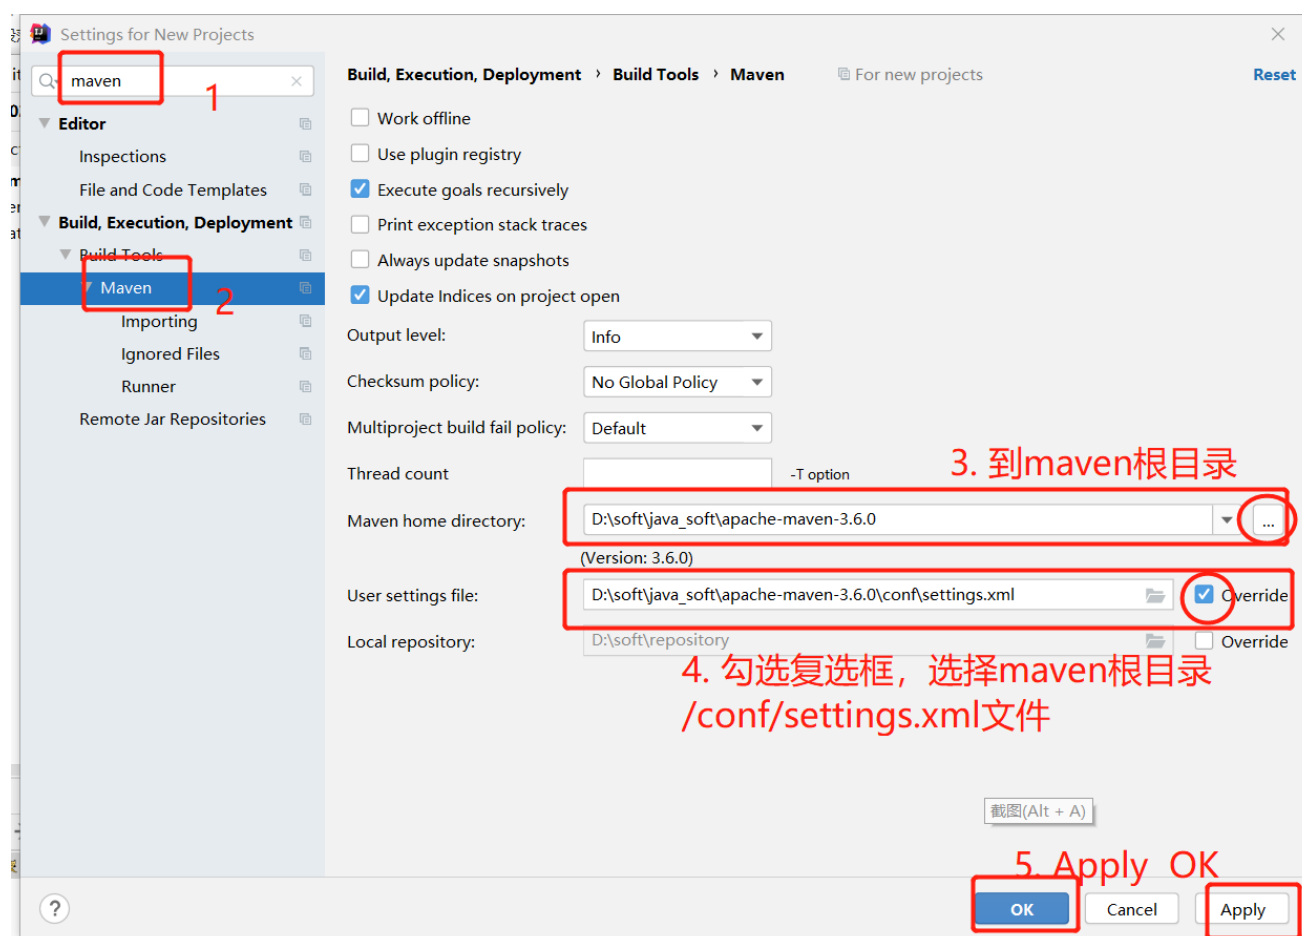 Settings for New Projects
maven
1
Editor
Inspections
File and Code Templates
Build, Execution, Deployment
Build Tools
Maven
2
Importing
Ignored Files
Runner
Remote Jar Repositories
Build, Execution, Deployment › Build Tools › Maven For new projects Reset
Work offline
Use plugin registry
Execute goals recursively
Print exception stack traces
Always update snapshots
Update Indices on project open
Output level: Info
Checksum policy: No Global Policy
Multiproject build fail policy: Default
Thread count -T option
3. 到maven根目录
Maven home directory: D:\soft\java_soft\apache-maven-3.6.0 ...
(Version: 3.6.0)
User settings file: D:\soft\java_soft\apache-maven-3.6.0\conf\settings.xml Override
Local repository: D:\soft\repository Override
4. 勾选复选框，选择maven根目录
/conf/settings.xml文件
截图(Alt + A)
5. Apply OK
? OK Cancel Apply